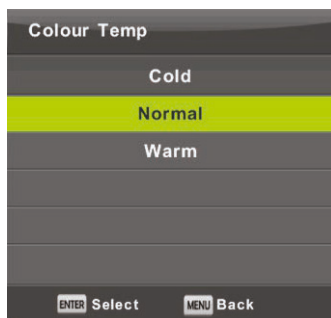 Colour Temp
Cold
Normal
Warm
ENTER Select MENU Back